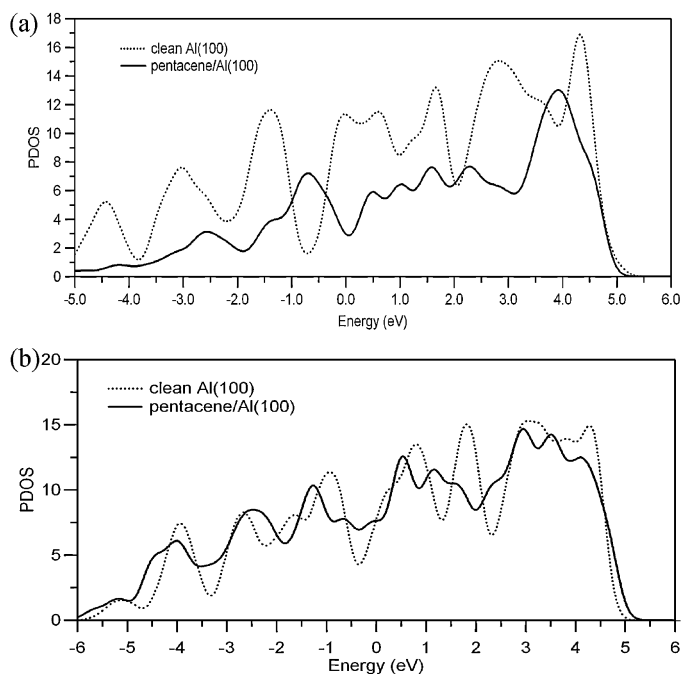 (a)
18
16
14
12
10
8
6
4
2
0
PDOS
clean Al(100)
pentacene/Al(100)
-5.0 -4.0 -3.0 -2.0 -1.0 0.0 1.0 2.0 3.0 4.0 5.0 6.0
Energy (eV)
(b)
20
15
10
5
0
PDOS
clean Al(100)
pentacene/Al(100)
-6 -5 -4 -3 -2 -1 0 1 2 3 4 5 6
Energy (eV)